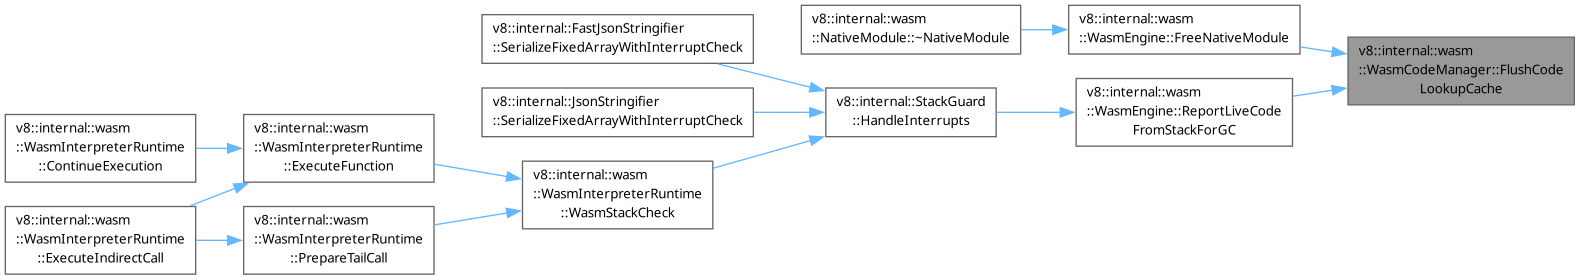 v8::internal::FastJsonStringifier
::SerializeFixedArrayWithInterruptCheck
v8::internal::wasm
::NativeModule::~NativeModule
v8::internal::wasm
::WasmEngine::FreeNativeModule
v8::internal::wasm
::WasmCodeManager::FlushCode
LookupCache
v8::internal::JsonStringifier
::SerializeFixedArrayWithInterruptCheck
v8::internal::StackGuard
::HandleInterrupts
v8::internal::wasm
::WasmEngine::ReportLiveCode
FromStackForGC
v8::internal::wasm
::WasmInterpreterRuntime
::ContinueExecution
v8::internal::wasm
::WasmInterpreterRuntime
::ExecuteFunction
v8::internal::wasm
::WasmInterpreterRuntime
::WasmStackCheck
v8::internal::wasm
::WasmInterpreterRuntime
::ExecuteIndirectCall
v8::internal::wasm
::WasmInterpreterRuntime
::PrepareTailCall